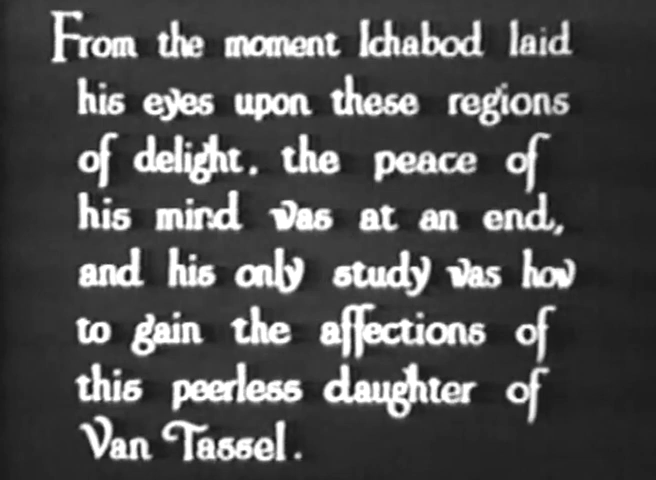 From the moment Ichabod laid
his eyes upon these regions
of delight, the peace of
his mind was at an end,
and his only study was how
to gain the affections of
this peerless daughter of
Van Tassel.